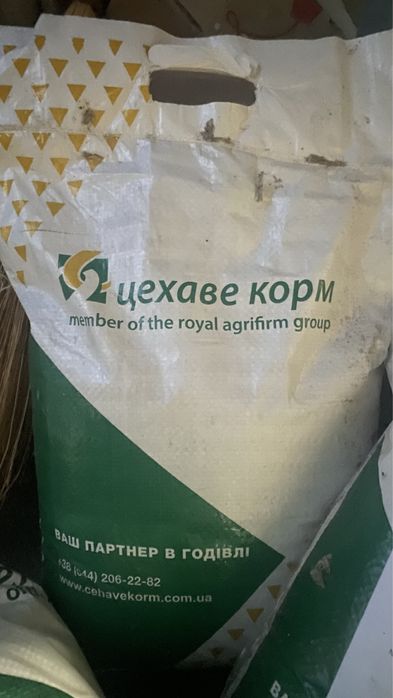 цехаве корм
member of the royal agrifirm group
ВАШ ПАРТНЕР В ГОДІВЛІ
+38 (044) 206-22-82
www.cehavekorm.com.ua